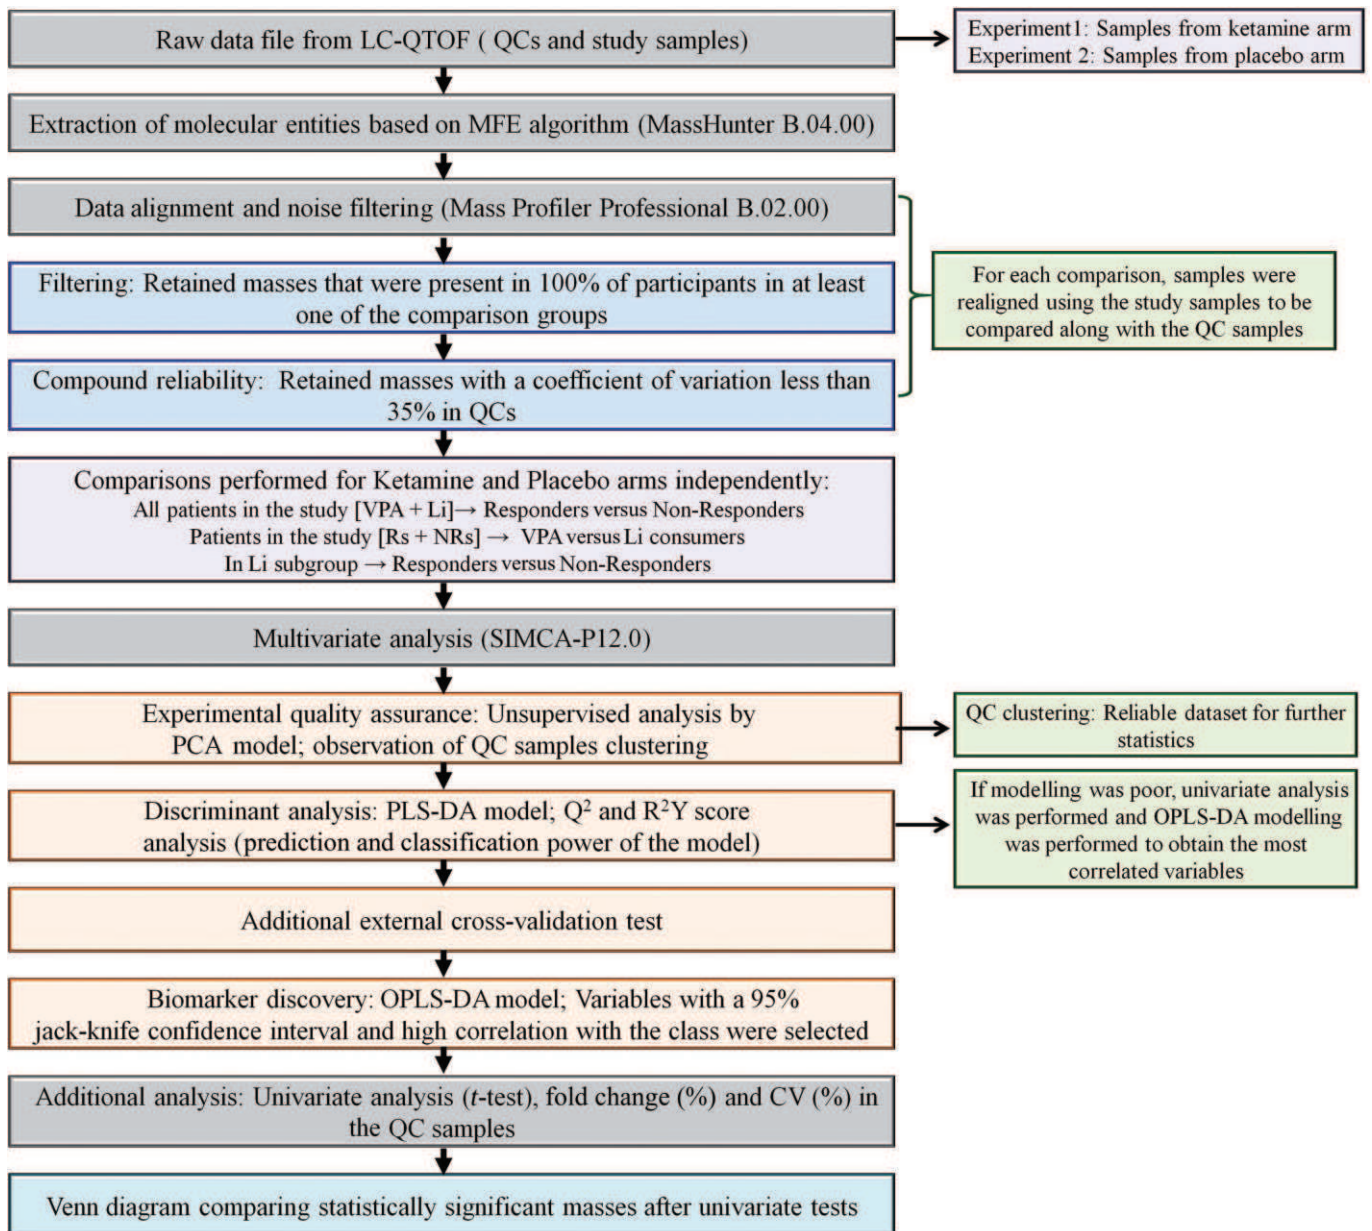 Raw data file from LC-QTOF ( QCs and study samples)
Experiment1: Samples from ketamine arm
Experiment 2: Samples from placebo arm
Extraction of molecular entities based on MFE algorithm (MassHunter B.04.00)
Data alignment and noise filtering (Mass Profiler Professional B.02.00)
Filtering: Retained masses that were present in 100% of participants in at least
one of the comparison groups
For each comparison, samples were
realigned using the study samples to be
compared along with the QC samples
Compound reliability: Retained masses with a coefficient of variation less than
35% in QCs
Comparisons performed for Ketamine and Placebo arms independently:
All patients in the study [VPA + Li]→ Responders versus Non-Responders
Patients in the study [Rs + NRs] → VPA versus Li consumers
In Li subgroup → Responders versus Non-Responders
Multivariate analysis (SIMCA-P12.0)
Experimental quality assurance: Unsupervised analysis by
PCA model; observation of QC samples clustering
QC clustering: Reliable dataset for further
statistics
Discriminant analysis: PLS-DA model; Q² and R²Y score
analysis (prediction and classification power of the model)
If modelling was poor, univariate analysis
was performed and OPLS-DA modelling
was performed to obtain the most
correlated variables
Additional external cross-validation test
Biomarker discovery: OPLS-DA model; Variables with a 95%
jack-knife confidence interval and high correlation with the class were selected
Additional analysis: Univariate analysis (t-test), fold change (%) and CV (%) in
the QC samples
Venn diagram comparing statistically significant masses after univariate tests